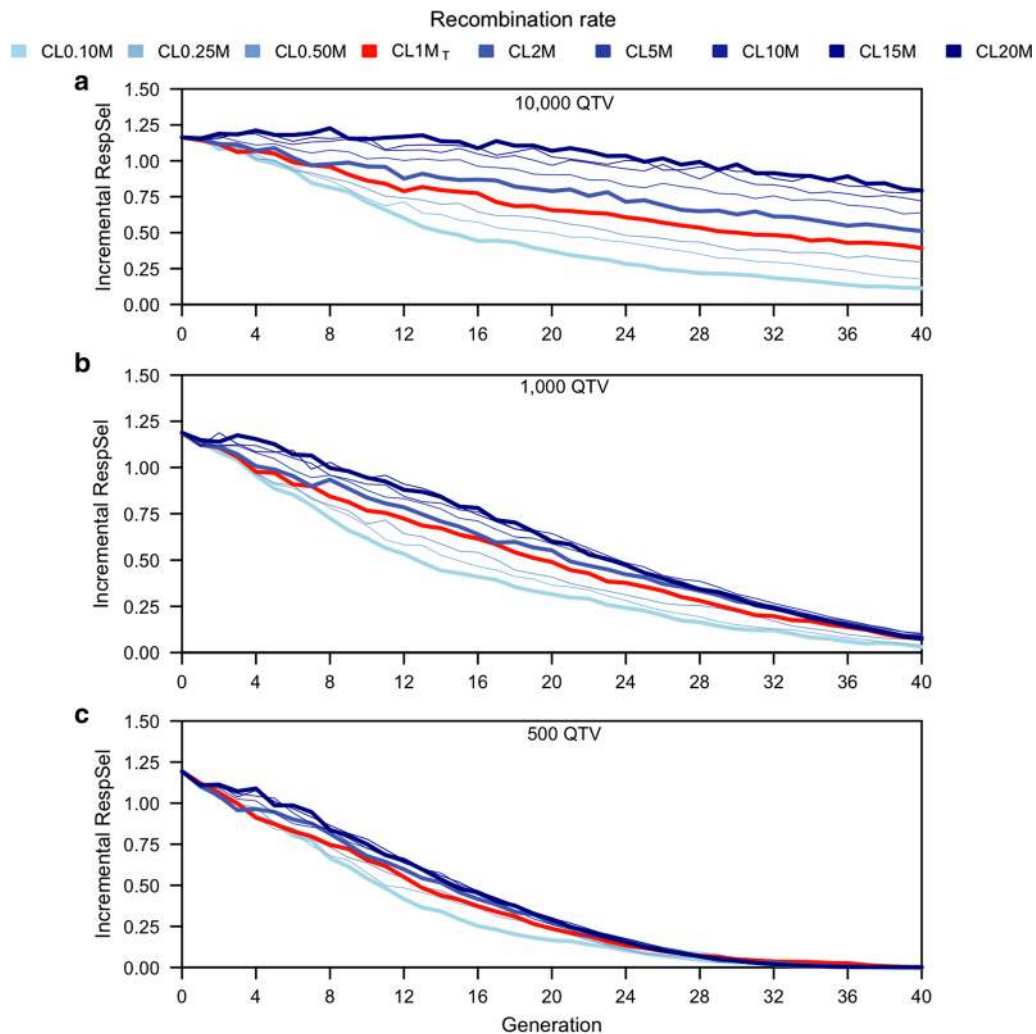 Recombination rate
CL0.10M CL0.25M CL0.50M CL1M_T CL2M CL5M CL10M CL15M CL20M
a
10,000 QTV
Incremental RespSel
1.50
1.25
1.00
0.75
0.50
0.25
0.00
0 4 8 12 16 20 24 28 32 36 40
b
1,000 QTV
Incremental RespSel
1.50
1.25
1.00
0.75
0.50
0.25
0.00
0 4 8 12 16 20 24 28 32 36 40
c
500 QTV
Incremental RespSel
1.50
1.25
1.00
0.75
0.50
0.25
0.00
0 4 8 12 16 20 24 28 32 36 40
Generation